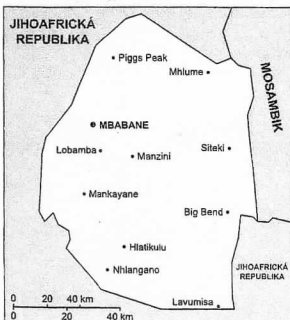 JIHOAFRICKÁ
REPUBLIKA
Piggs Peak
Mhlume
MOSAMBIK
MBABANE
Lobamba
Manzini
Siteki
Mankayane
Big Bend
Hlatikulu
Nhlangano
JIHOAFRICKÁ
REPUBLIKA
Lavumisa
0 20 40 km
0 20 40 km